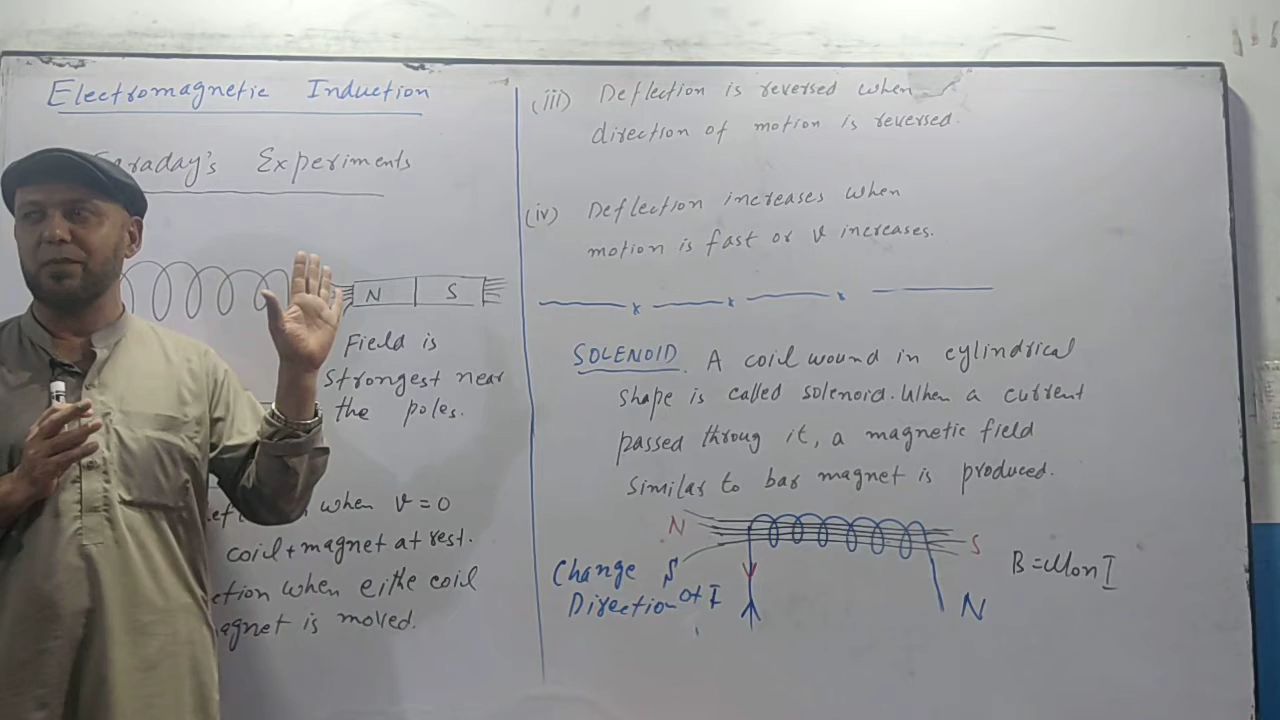 Electromagnetic Induction
Faraday's Experiments
N S
Field is
strongest near
the poles.
when v = 0
coil + magnet at rest.
when eithe coil
is moved.
(iii) Deflection is reversed when
direction of motion is reversed.
(iv) Deflection increases when
motion is fast or v increases.
SOLENOID. A coil wound in cylindrical
shape is called solenoid. When a current
passed throug it, a magnetic field
similar to bar magnet is produced.
N S
Change S
Direction of I
N
B = μonI